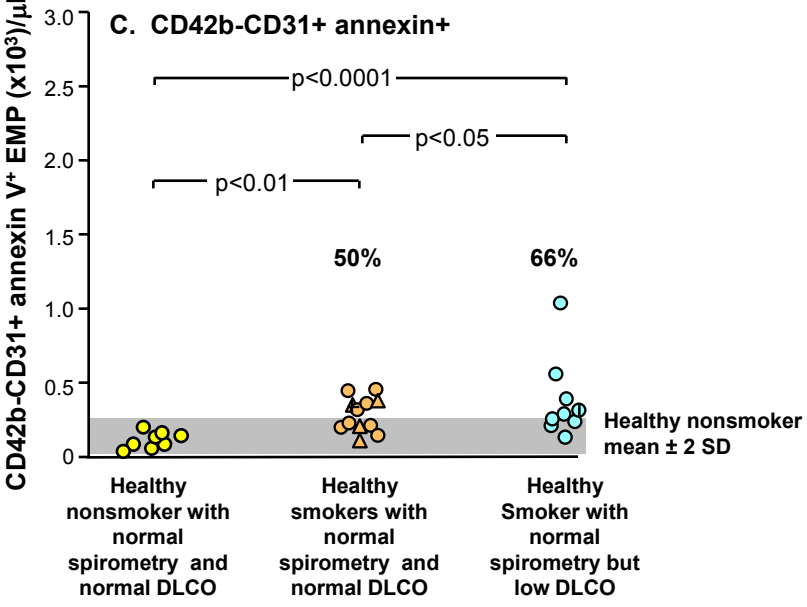 C. CD42b-CD31+ annexin+
CD42b-CD31+ annexin V⁺ EMP (x10³)/µl
3.0
2.5
2.0
1.5
1.0
0.5
0
p<0.0001
p<0.05
p<0.01
50%
66%
Healthy nonsmoker
mean ± 2 SD
Healthy
nonsmoker with
normal
spirometry and
normal DLCO
Healthy
smokers with
normal
spirometry and
normal DLCO
Healthy
Smoker with
normal
spirometry but
low DLCO